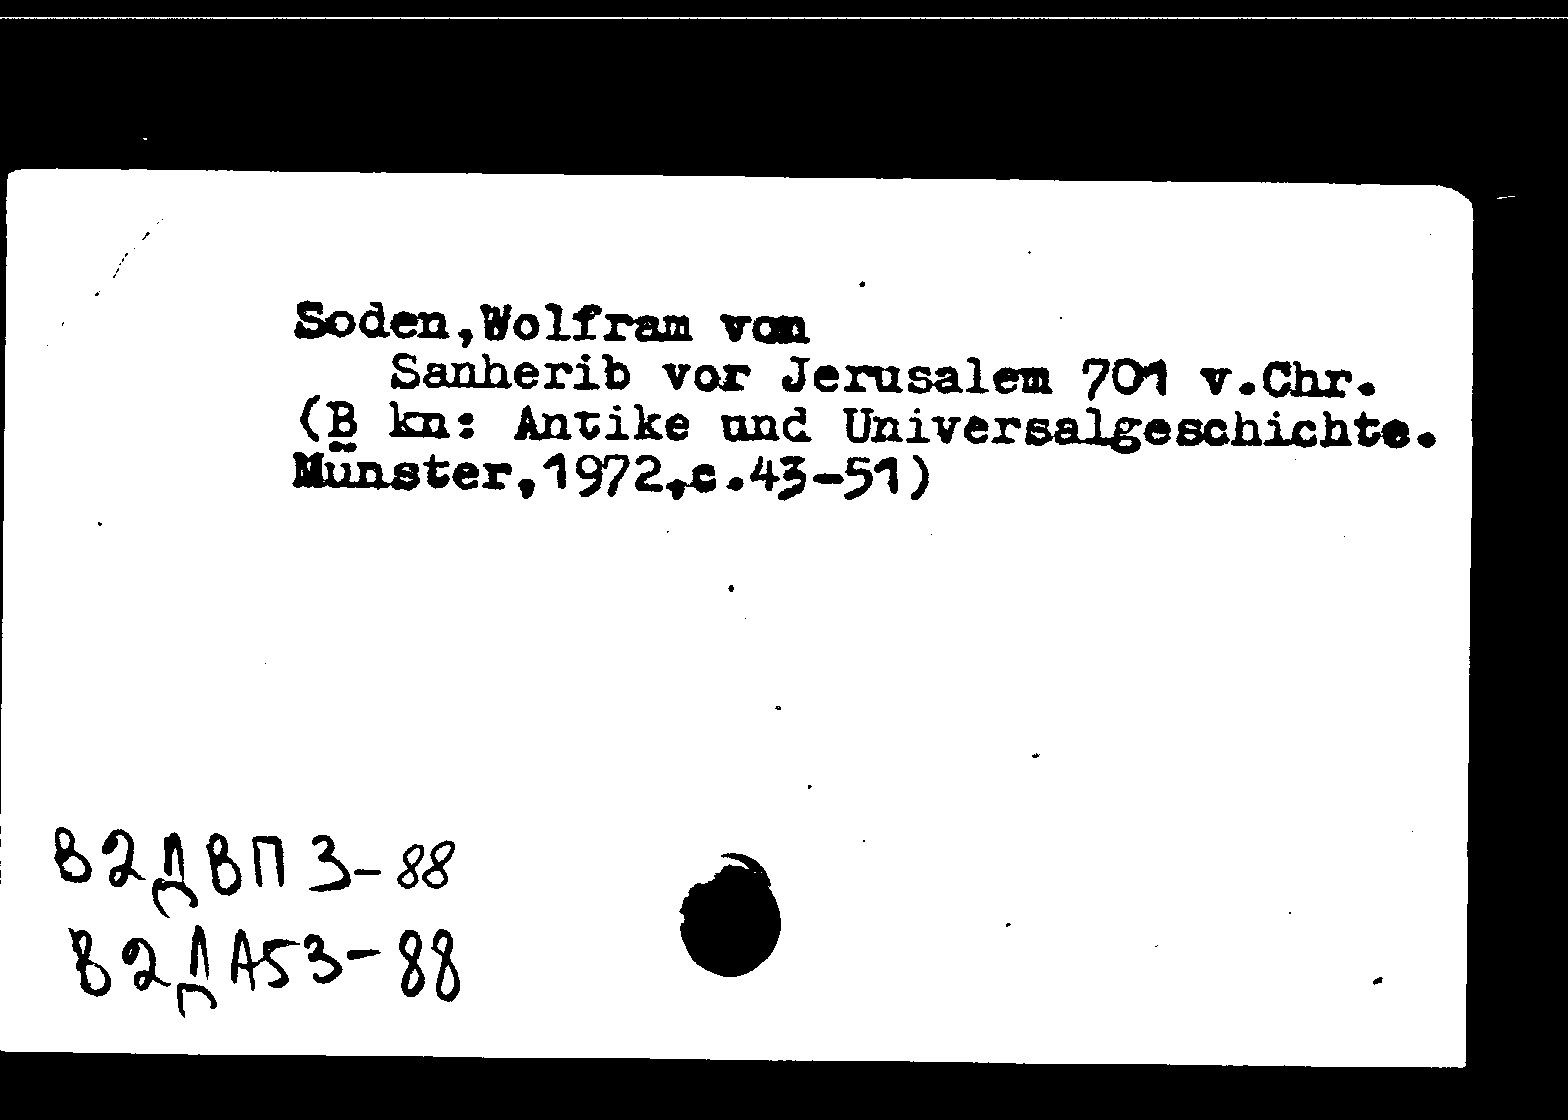 Soden,Wolfram von
Sanherib vor Jerusalem 701 v.Chr.
(В кн: Antike und Universalgeschichte.
Münster,1972,с.43-51)
В2ДВП3-88
В2ДА53-88